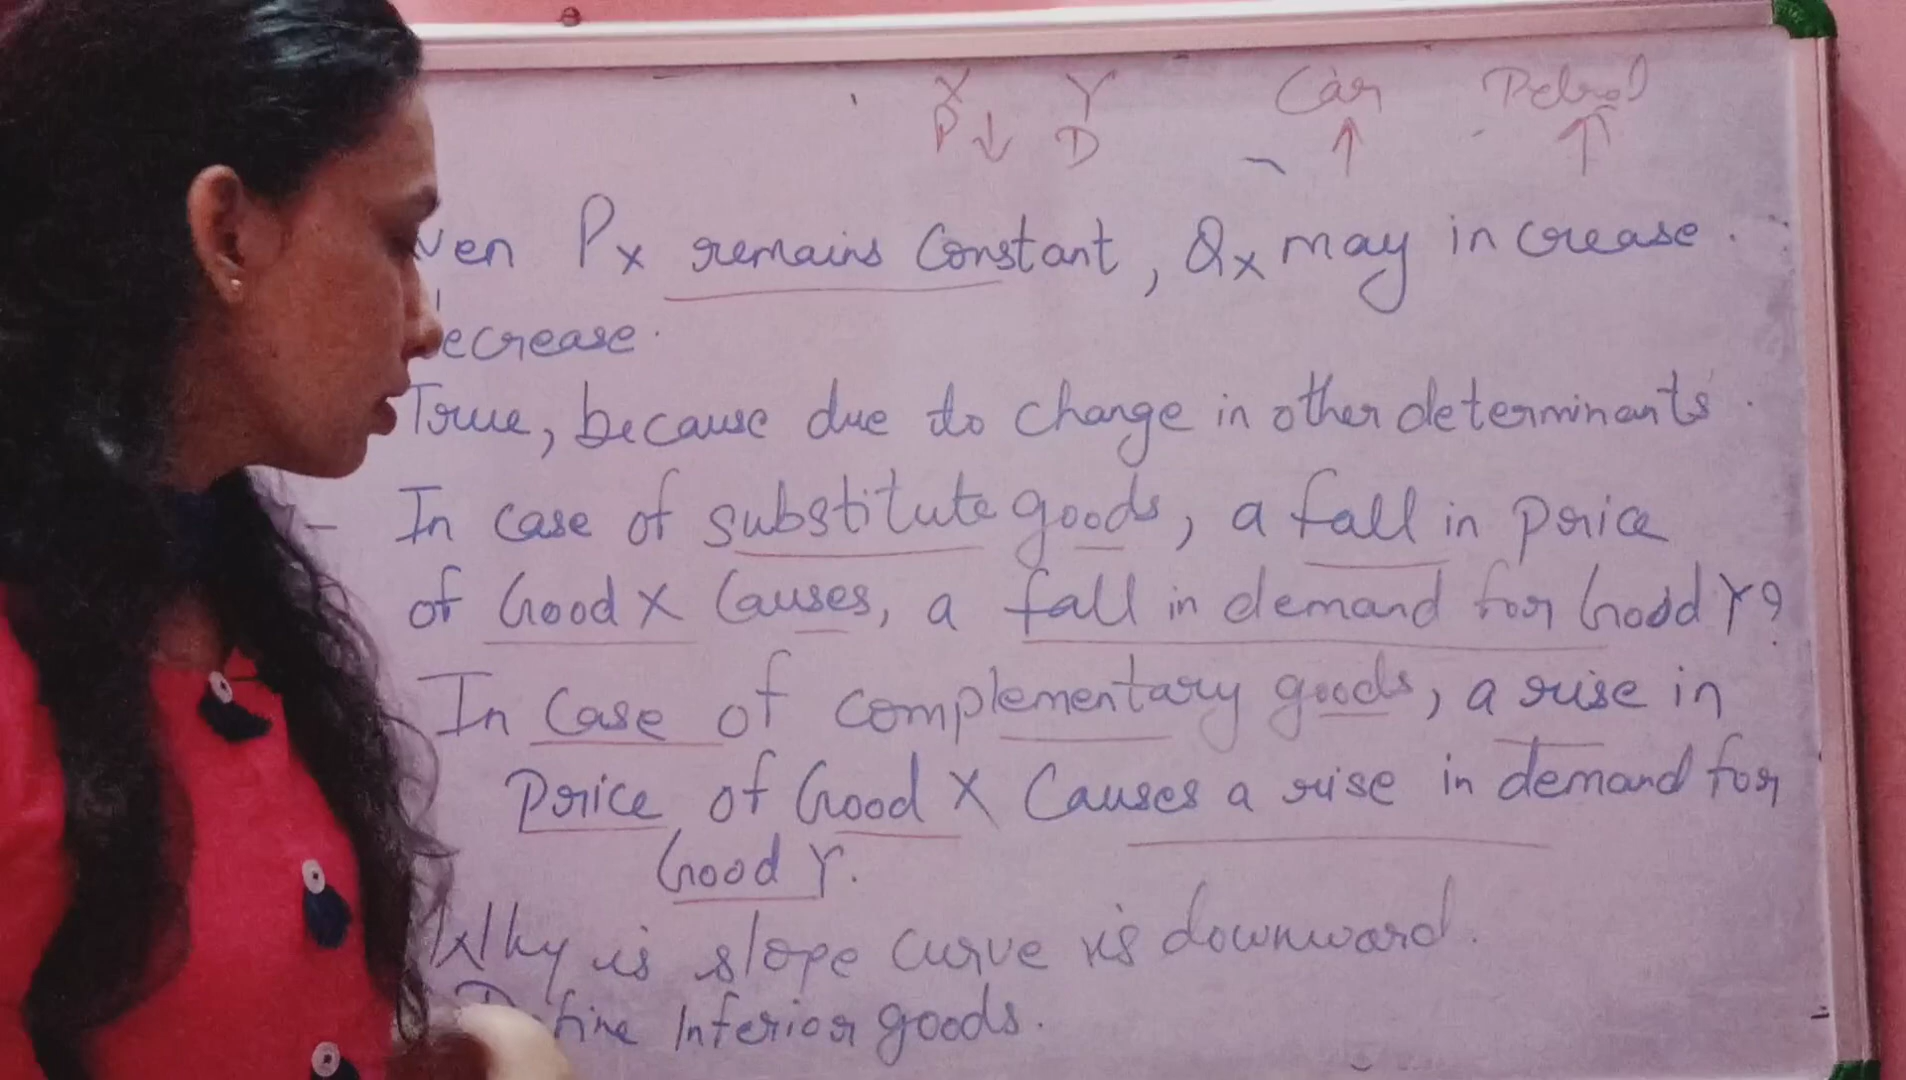 X Y Car Petrol
P ↓ D ↑ ↑
ven Px remains Constant, Qx may increase.
decrease.
True, because due to change in other determinants.
- In case of substitute goods, a fall in price
of Good X Causes, a fall in demand for Good Y?
In Case of complementary goods, a rise in
Price of Good X Causes a rise in demand for
Good Y.
Why is slope curve is downward.
Define Inferior goods.